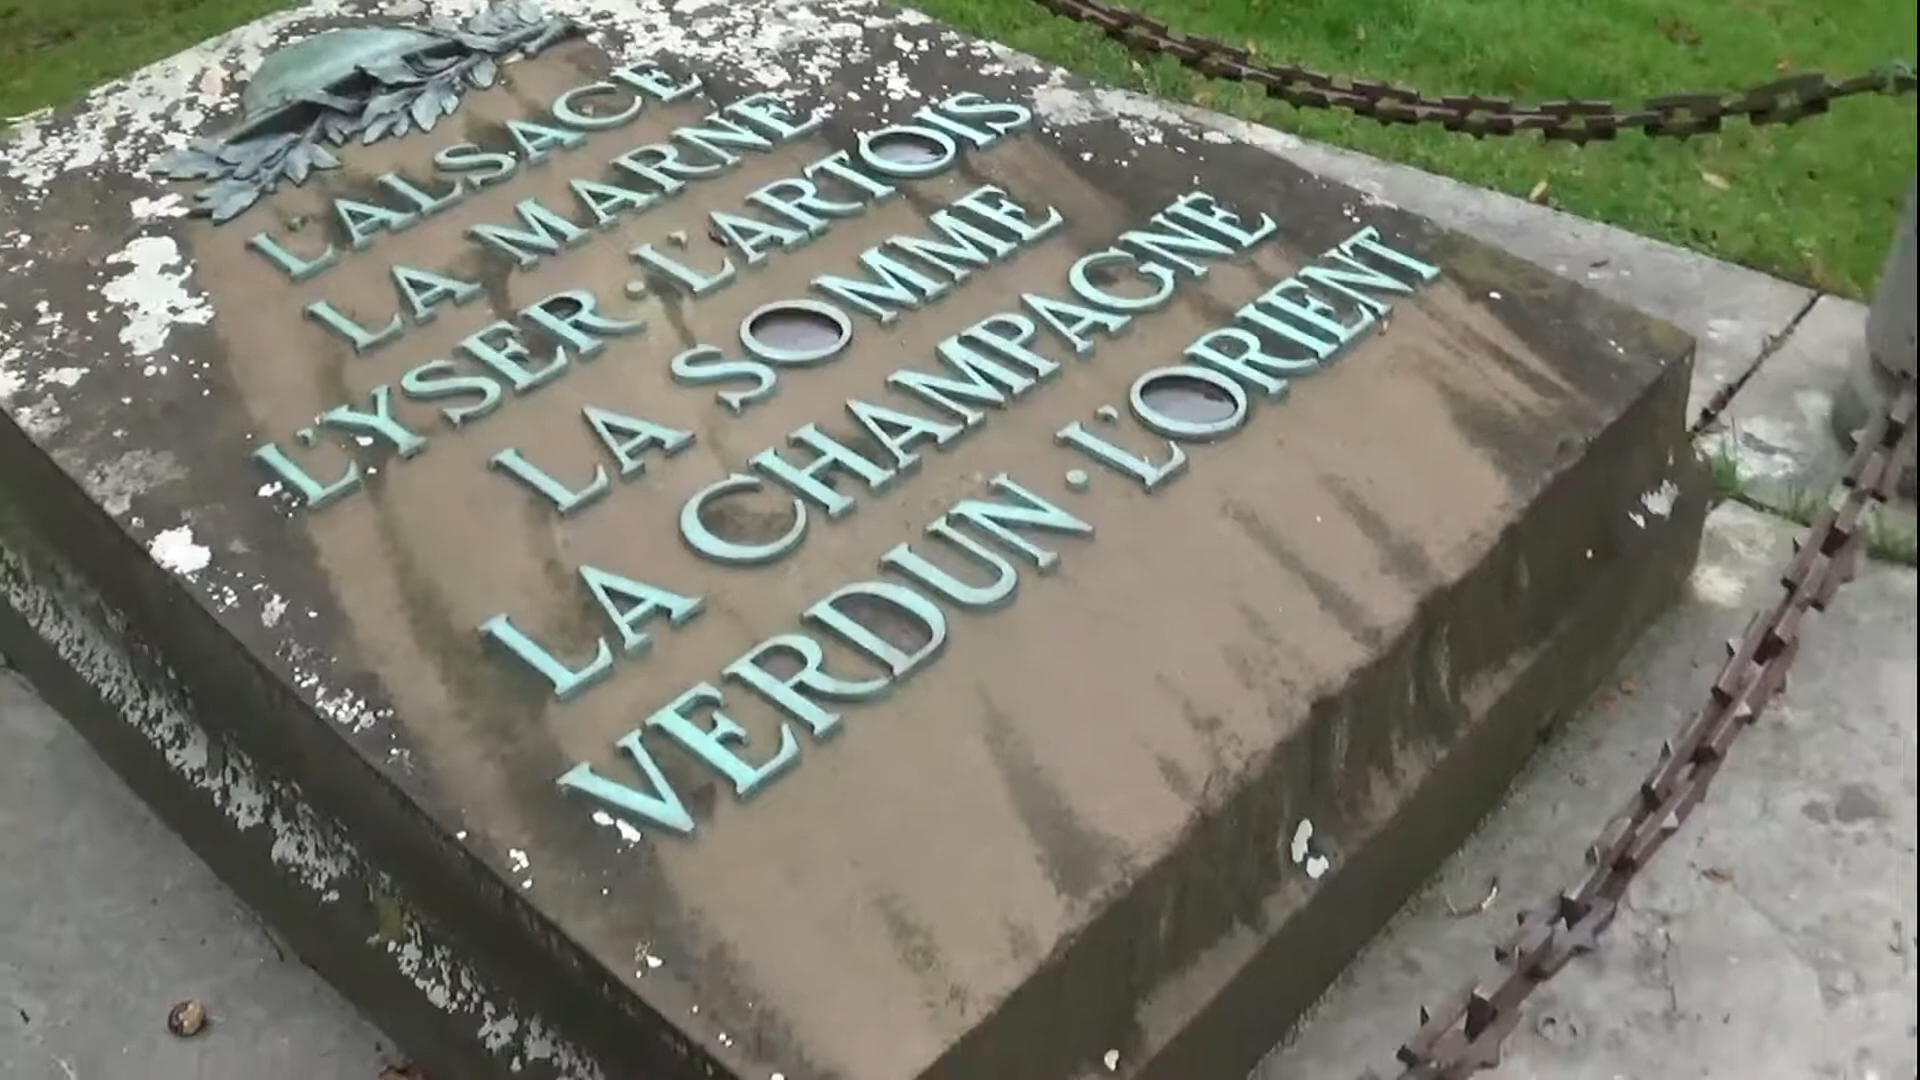 L'ALSACE
LA MARNE
L'YSER · L'ARTOIS
LA SOMME
LA CHAMPAGNE
VERDUN · L'ORIENT